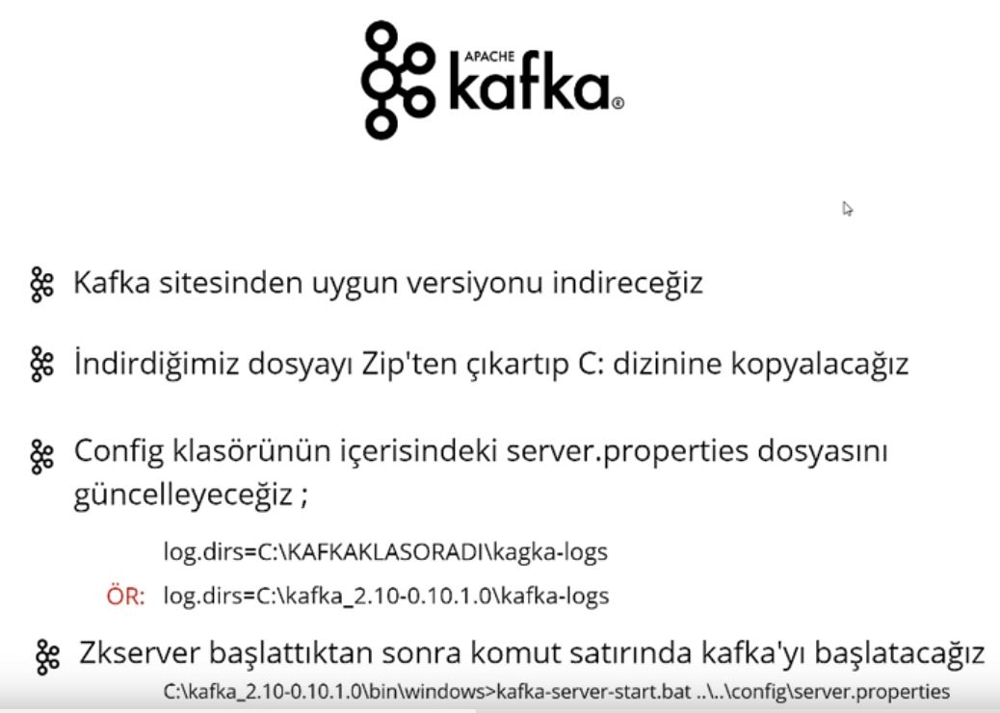 APACHE
kafka®
Kafka sitesinden uygun versiyonu indireceğiz
İndirdiğimiz dosyayı Zip'ten çıkartıp C: dizinine kopyalacağız
Config klasörünün içerisindeki server.properties dosyasını
güncelleyeceğiz ;
log.dirs=C:\KAFKAKLASORADI\kagka-logs
ÖR: log.dirs=C:\kafka_2.10-0.10.1.0\kafka-logs
Zkserver başlattıktan sonra komut satırında kafka'yı başlatacağız
C:\kafka_2.10-0.10.1.0\bin\windows>kafka-server-start.bat ..\..\config\server.properties